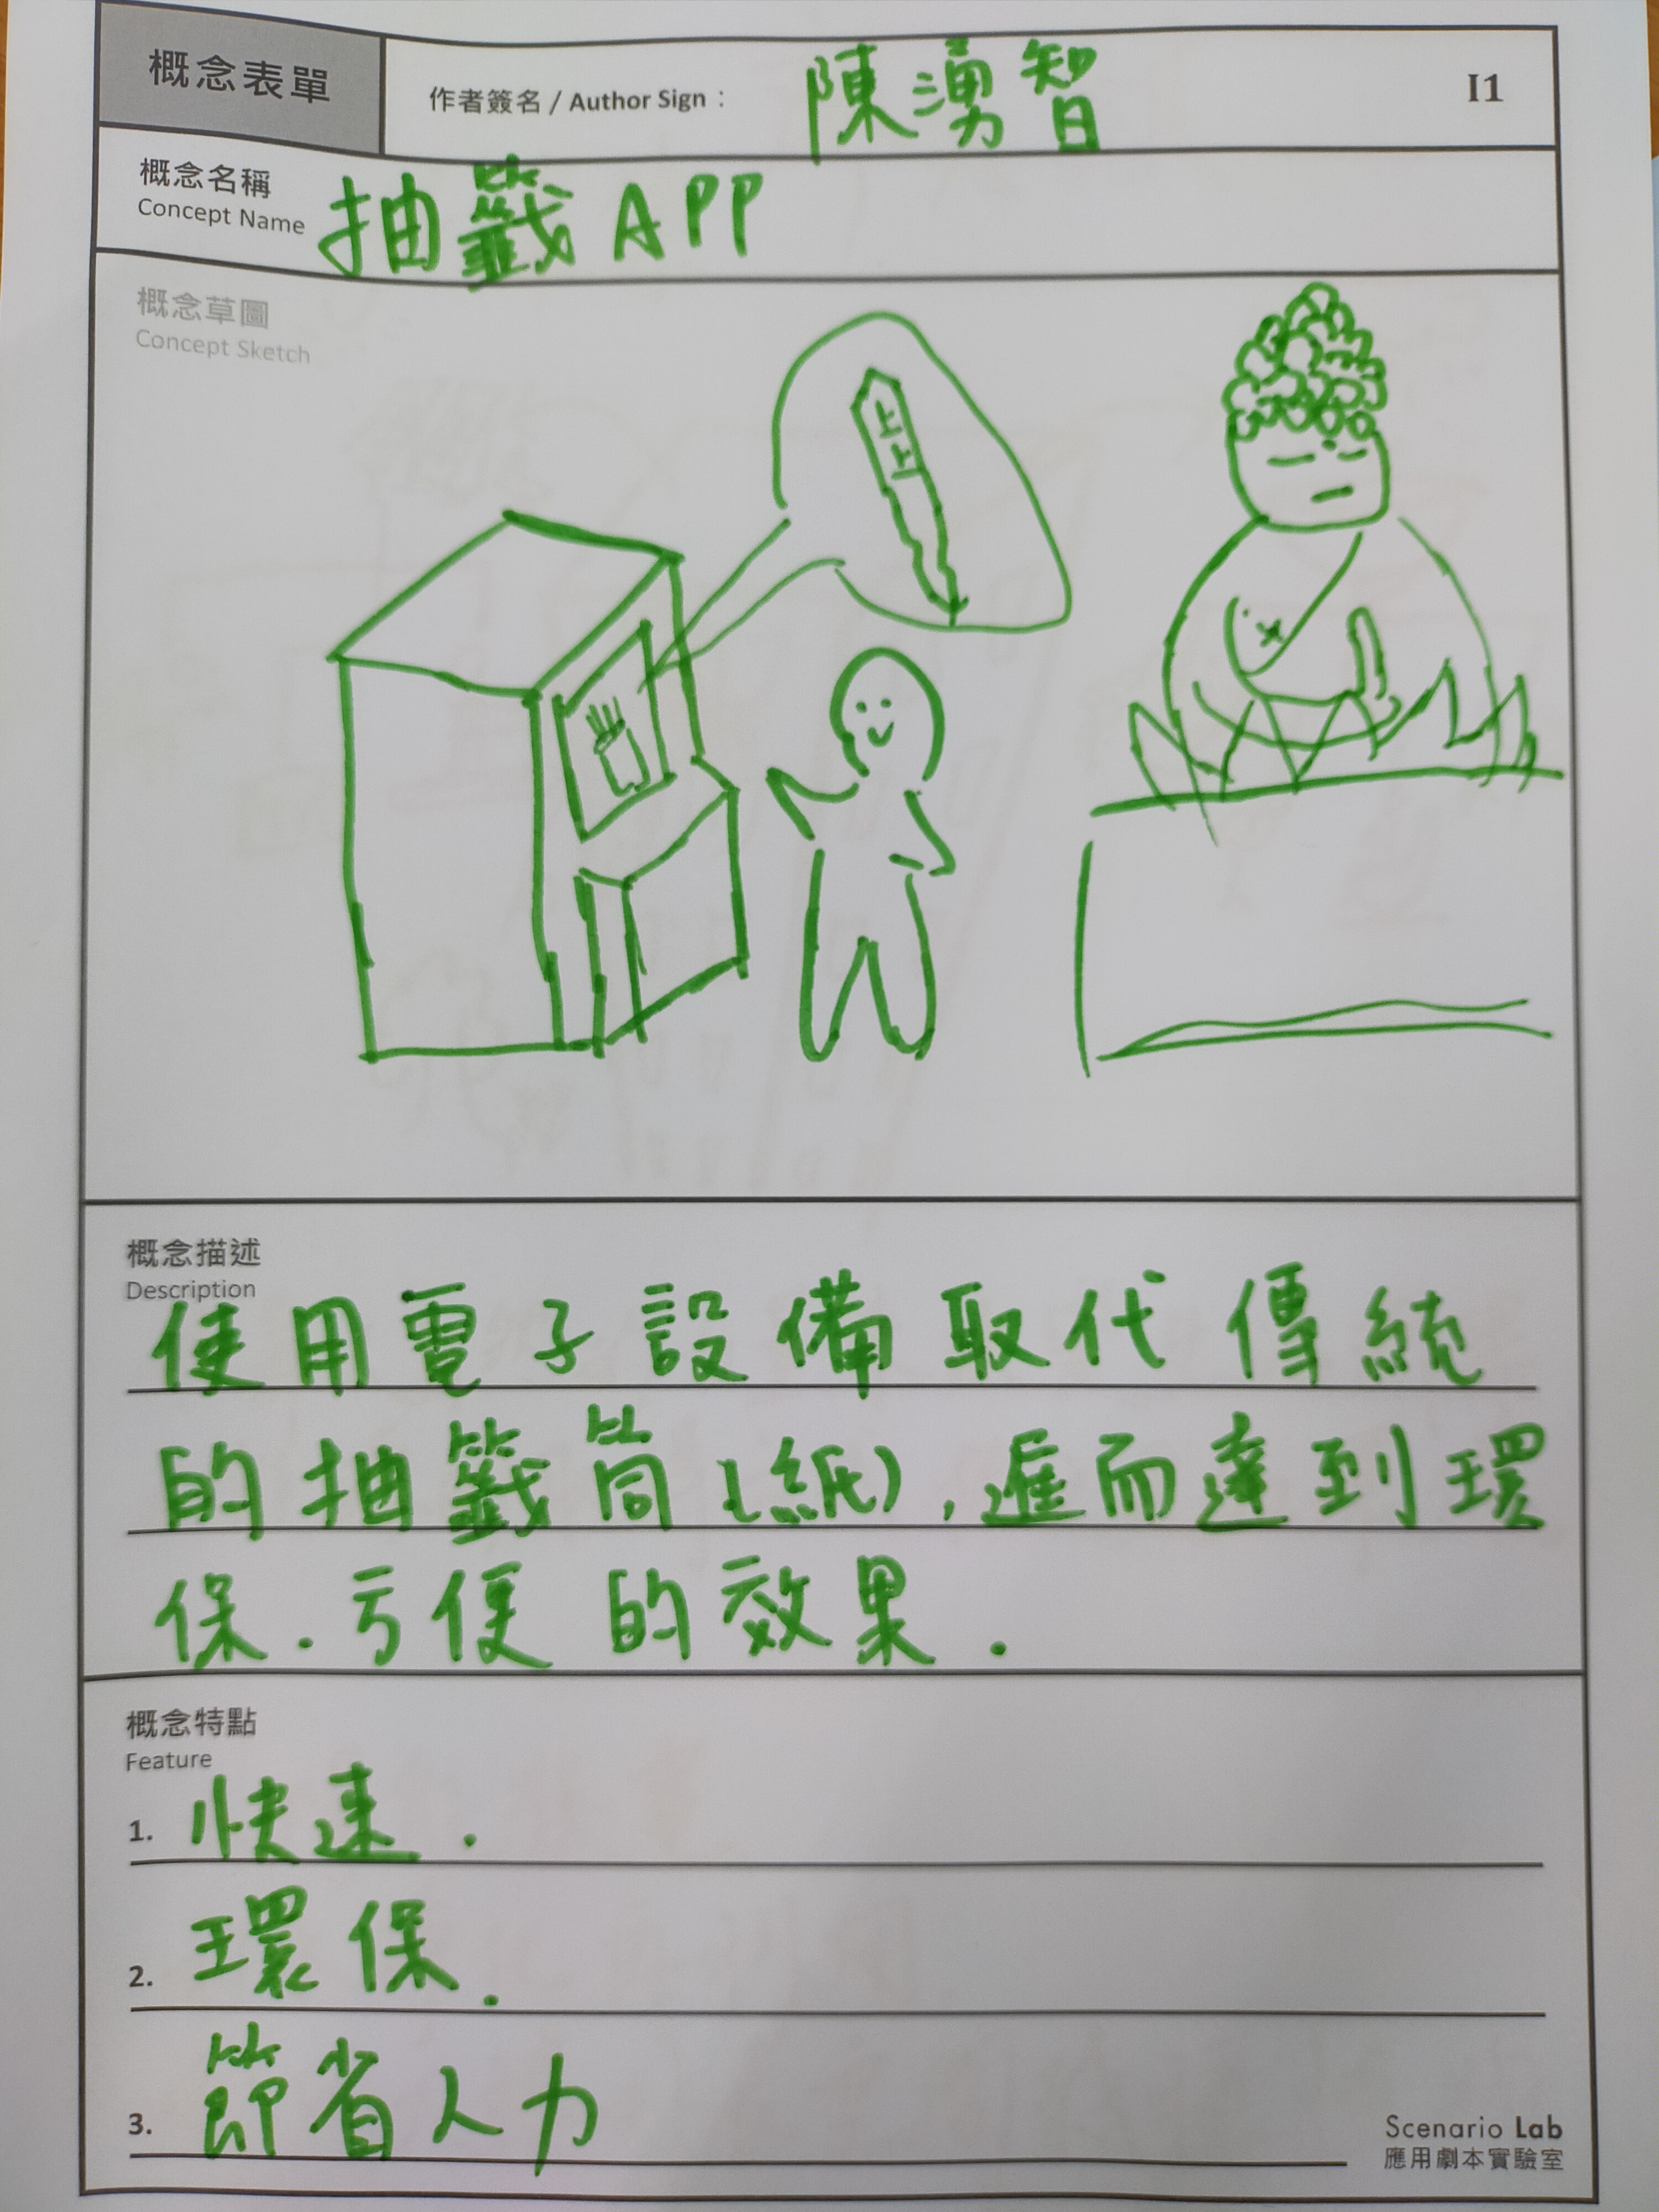 概念表單
作者簽名 / Author Sign： 陳湧智
I1
概念名稱
Concept Name
抽籤APP
概念草圖
Concept Sketch
上上
概念描述
Description
使用電子設備取代傳統
的抽籤筒(紙),進而達到環
保.方便的效果.
概念特點
Feature
1. 快速.
2. 環保.
3. 節省人力
Scenario Lab
應用劇本實驗室